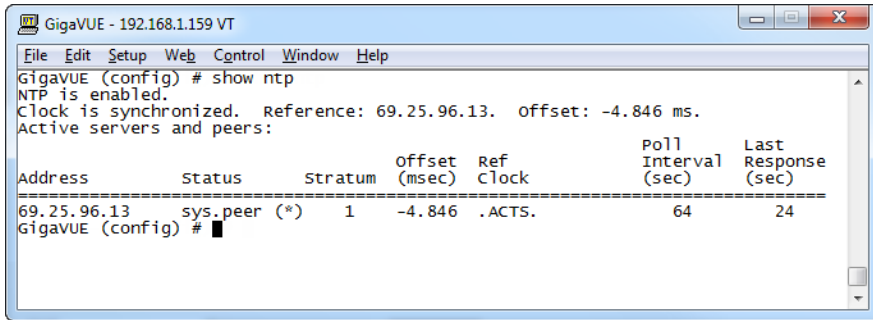 GigaVUE - 192.168.1.159 VT
File Edit Setup Web Control Window Help
GigaVUE (config) # show ntp
NTP is enabled.
Clock is synchronized.  Reference: 69.25.96.13.  Offset: -4.846 ms.
Active servers and peers:
Poll Last
Offset Ref Interval Response
Address Status Stratum (msec) Clock (sec) (sec)
==============================================================================
69.25.96.13 sys.peer (*) 1 -4.846 .ACTS. 64 24
GigaVUE (config) #